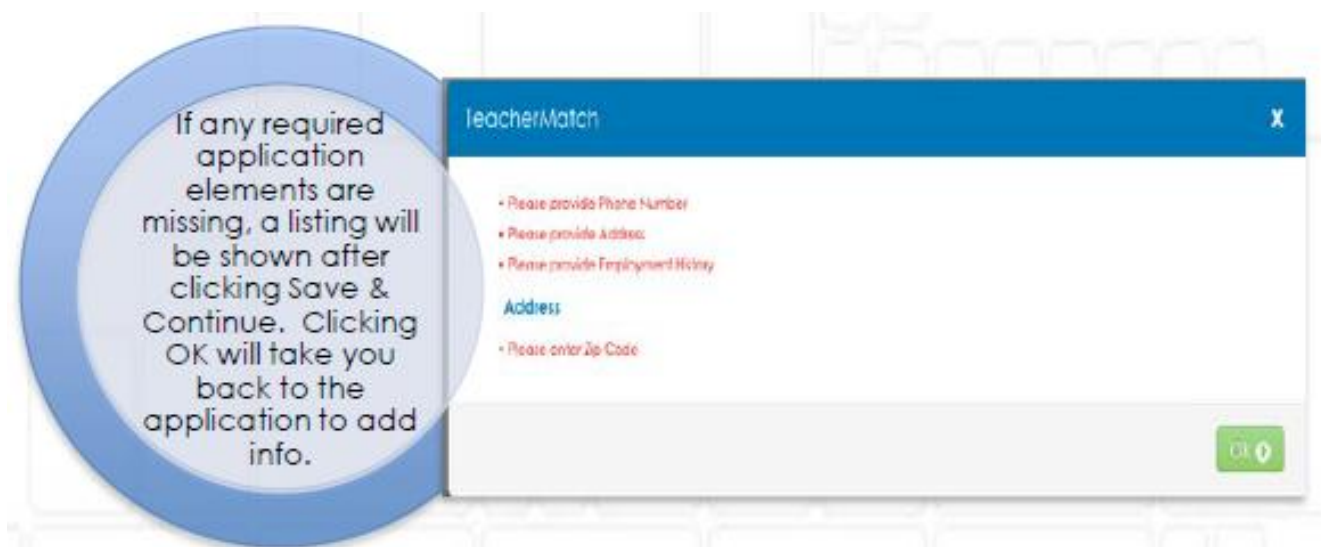 If any required
application
elements are
missing, a listing will
be shown after
clicking Save &
Continue.  Clicking
OK will take you
back to the
application to add
info.
TeacherMatch
X
• Please provide Phone Number
• Please provide Address
• Please provide Employment History
Address
• Please enter Zip Code
Ok